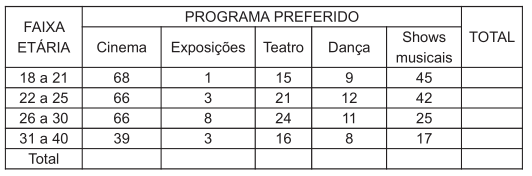 FAIXA ETÁRIA PROGRAMA PREFERIDO TOTAL
Cinema Exposições Teatro Dança Shows musicais
18 a 21 68 1 15 9 45
22 a 25 66 3 21 12 42
26 a 30 66 8 24 11 25
31 a 40 39 3 16 8 17
Total